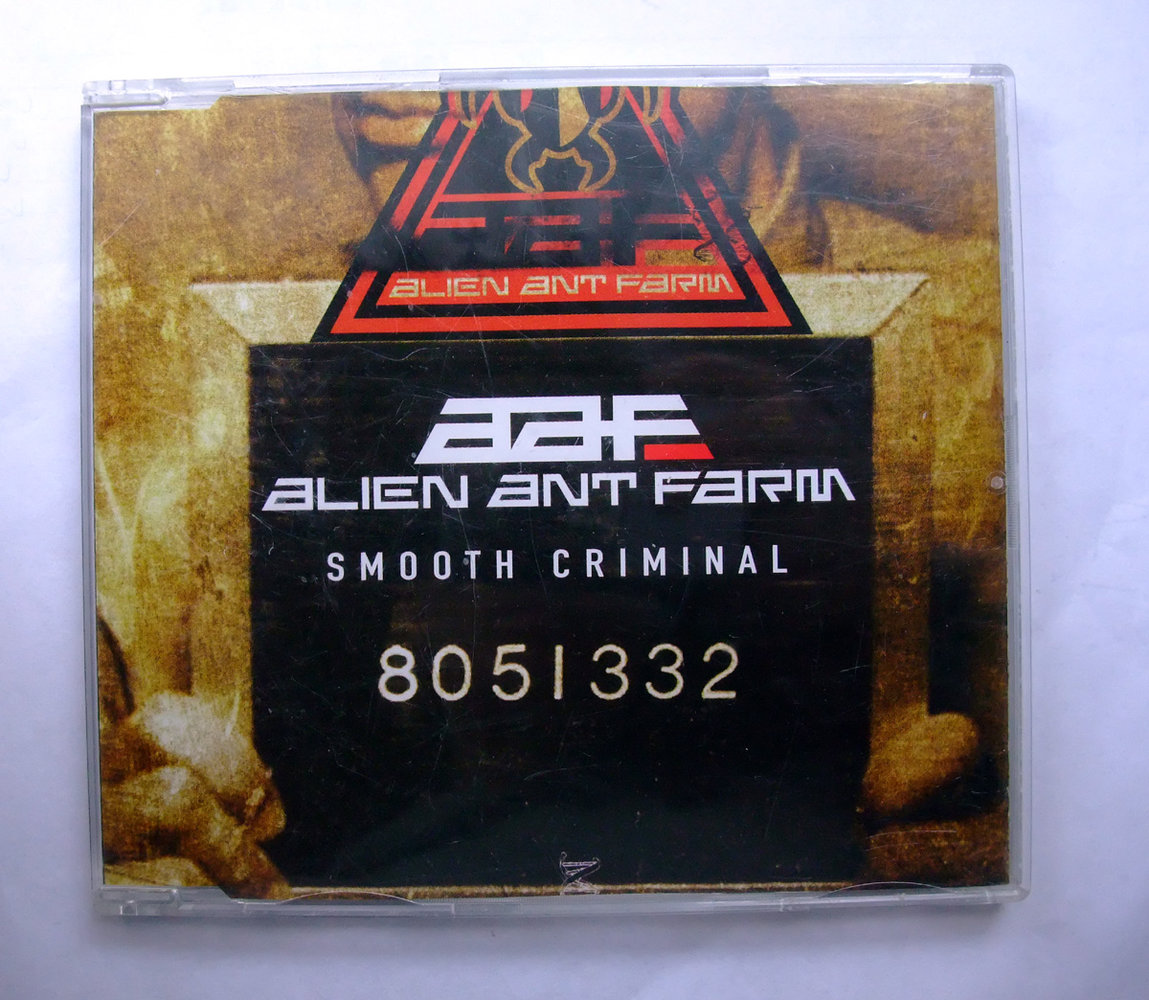 aaF
ALIEN ANT FARM
aaF
ALIEN ANT FARM
SMOOTH CRIMINAL
8051332